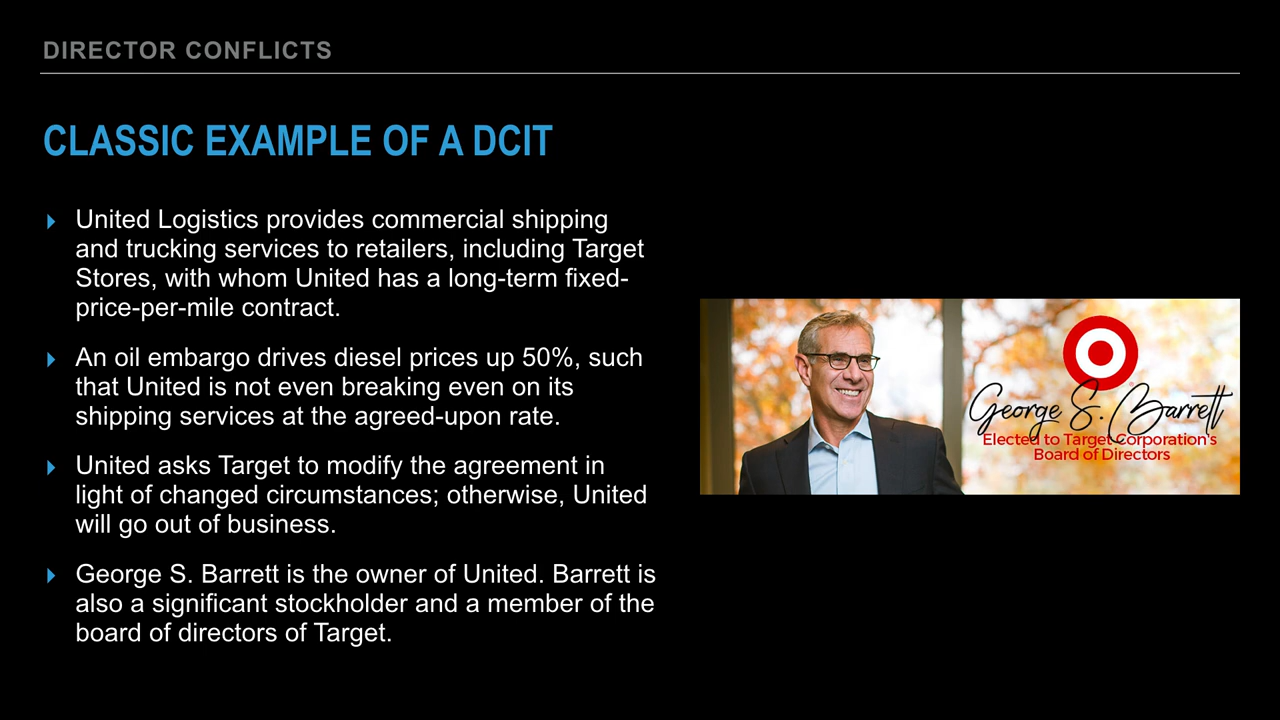 DIRECTOR CONFLICTS
CLASSIC EXAMPLE OF A DCIT
United Logistics provides commercial shipping
and trucking services to retailers, including Target
Stores, with whom United has a long-term fixed-
price-per-mile contract.
An oil embargo drives diesel prices up 50%, such
that United is not even breaking even on its
shipping services at the agreed-upon rate.
United asks Target to modify the agreement in
light of changed circumstances; otherwise, United
will go out of business.
George S. Barrett is the owner of United. Barrett is
also a significant stockholder and a member of the
board of directors of Target.
George S. Barrett
Elected to Target Corporation's
Board of Directors